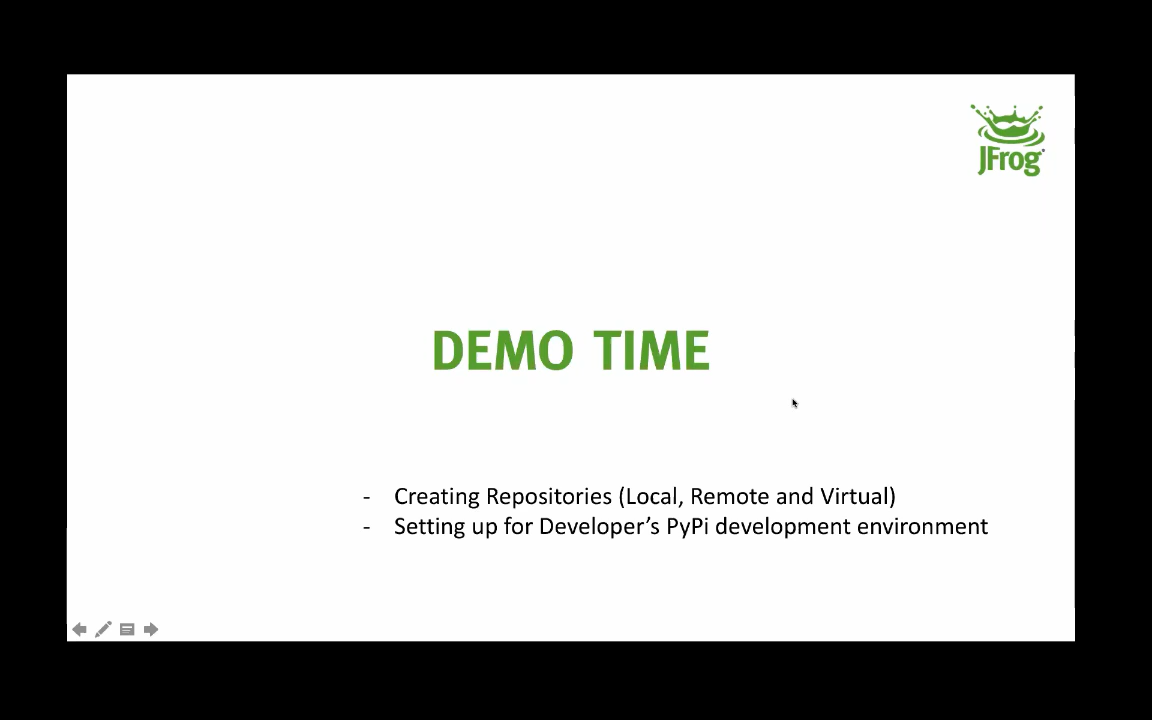 JFrog
DEMO TIME
- Creating Repositories (Local, Remote and Virtual)
- Setting up for Developer’s PyPi development environment